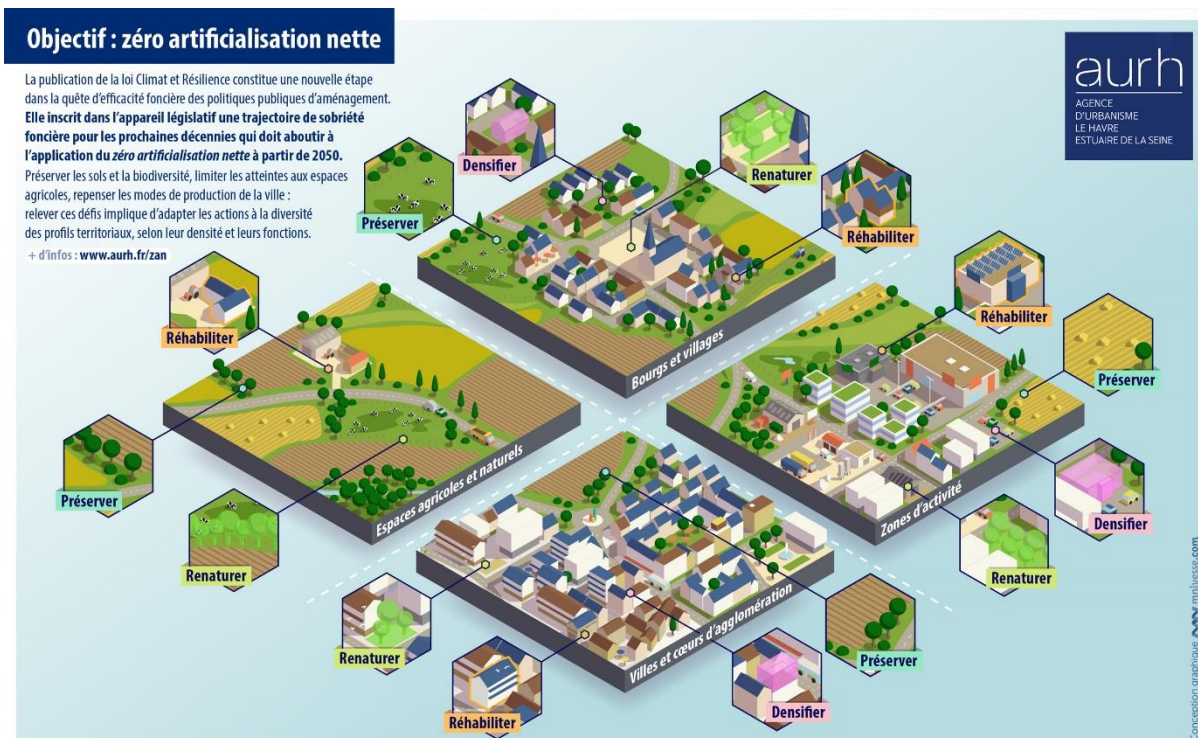 Objectif : zéro artificialisation nette
La publication de la loi Climat et Résilience constitue une nouvelle étape
dans la quête d'efficacité foncière des politiques publiques d'aménagement.
Elle inscrit dans l'appareil législatif une trajectoire de sobriété
foncière pour les prochaines décennies qui doit aboutir à
l'application du zéro artificialisation nette à partir de 2050.
Préserver les sols et la biodiversité, limiter les atteintes aux espaces
agricoles, repenser les modes de production de la ville :
relever ces défis implique d'adapter les actions à la diversité
des profils territoriaux, selon leur densité et leurs fonctions.
+ d'infos : www.aurh.fr/zan
aurh
AGENCE
D'URBANISME
LE HAVRE
ESTUAIRE DE LA SEINE
Densifier
Renaturer
Préserver
Réhabiliter
Bourgs et villages
Réhabiliter
Préserver
Renaturer
Espaces agricoles et naturels
Réhabiliter
Préserver
Densifier
Renaturer
Zones d'activité
Renaturer
Réhabiliter
Densifier
Préserver
Villes et cœurs d'agglomération
Conception graphique mnivesse.com